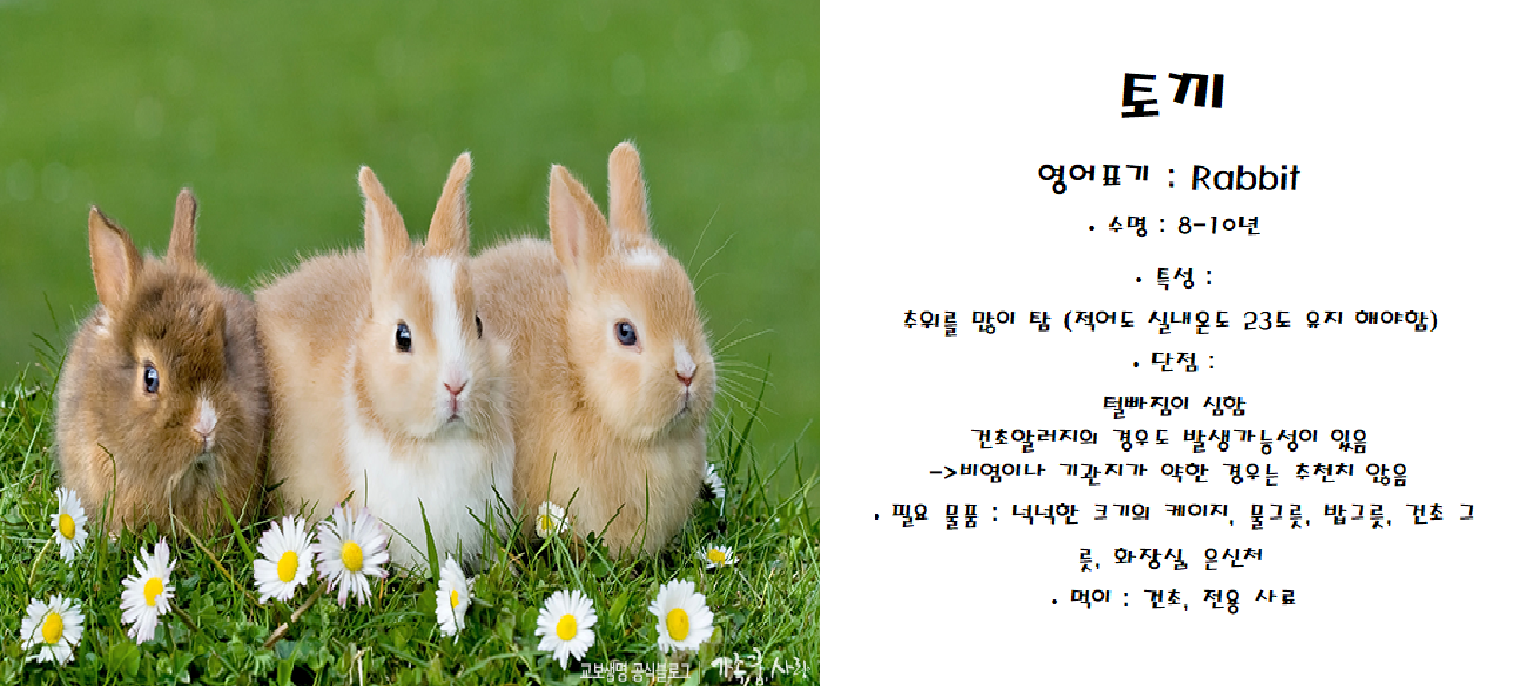 토끼
영어표기 : Rabbit
• 수명 : 8-10년
• 특성 :
추위를 많이 탐 (적어도 실내온도 23도 유지 해야함)
• 단점 :
털빠짐이 심함
건초알러지의 경우도 발생가능성이 있음
->비염이나 기관지가 약한 경우는 추천치 않음
• 필요 물품 : 넉넉한 크기의 케이지, 물그릇, 밥그릇, 건초 그
릇, 화장실, 은신처
• 먹이 : 건초, 전용 사료
교보생명 공식블로그 | 가족꿈사랑